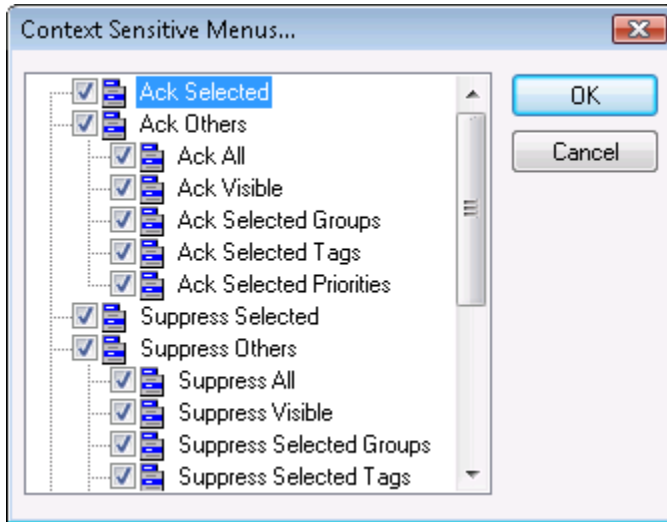 Context Sensitive Menus...
Ack Selected
Ack Others
Ack All
Ack Visible
Ack Selected Groups
Ack Selected Tags
Ack Selected Priorities
Suppress Selected
Suppress Others
Suppress All
Suppress Visible
Suppress Selected Groups
Suppress Selected Tags
OK
Cancel